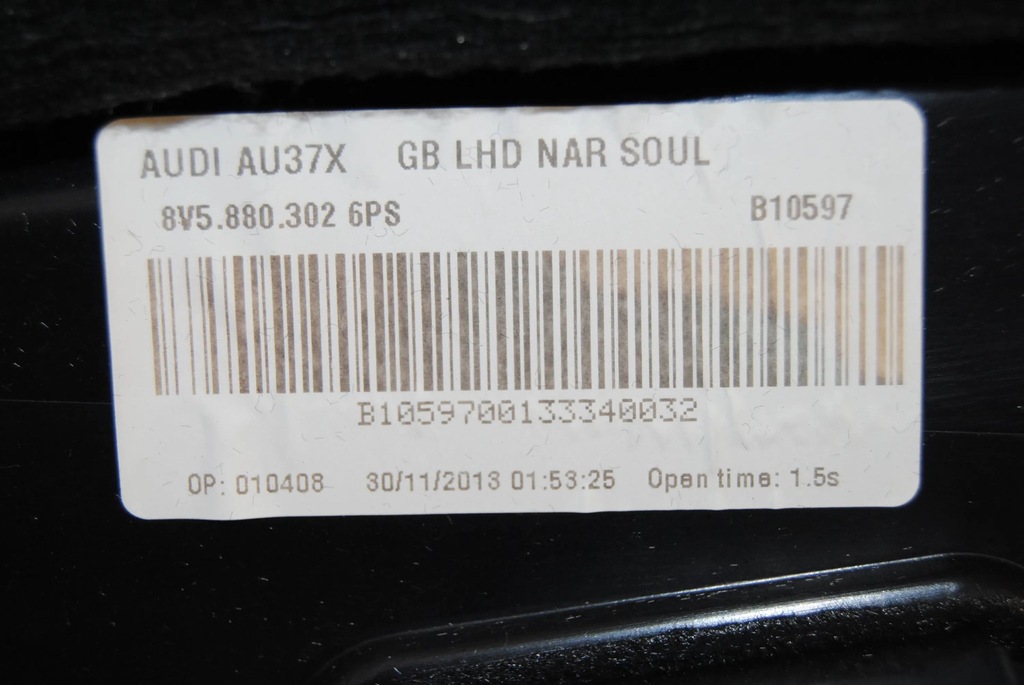 AUDI AU37X GB LHD NAR SOUL
8V5.880.302 6PS B10597
B1059700133340032
OP: 010408 30/11/2013 01:53:25 Open time: 1.5s